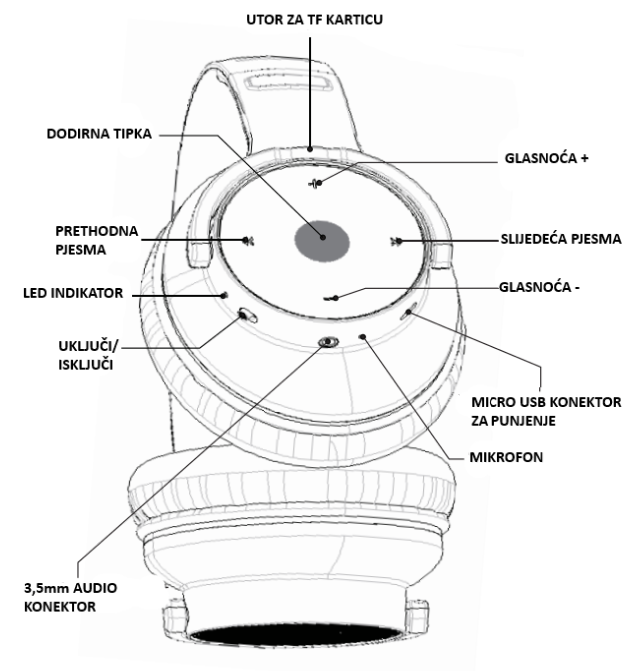 UTOR ZA TF KARTICU
DODIRNA TIPKA
GLASNOĆA +
PRETHODNA
PJESMA
SLIJEDEĆA PJESMA
LED INDIKATOR
GLASNOĆA -
UKLJUČI/
ISKLJUČI
MICRO USB KONEKTOR
ZA PUNJENJE
MIKROFON
3,5mm AUDIO
KONEKTOR